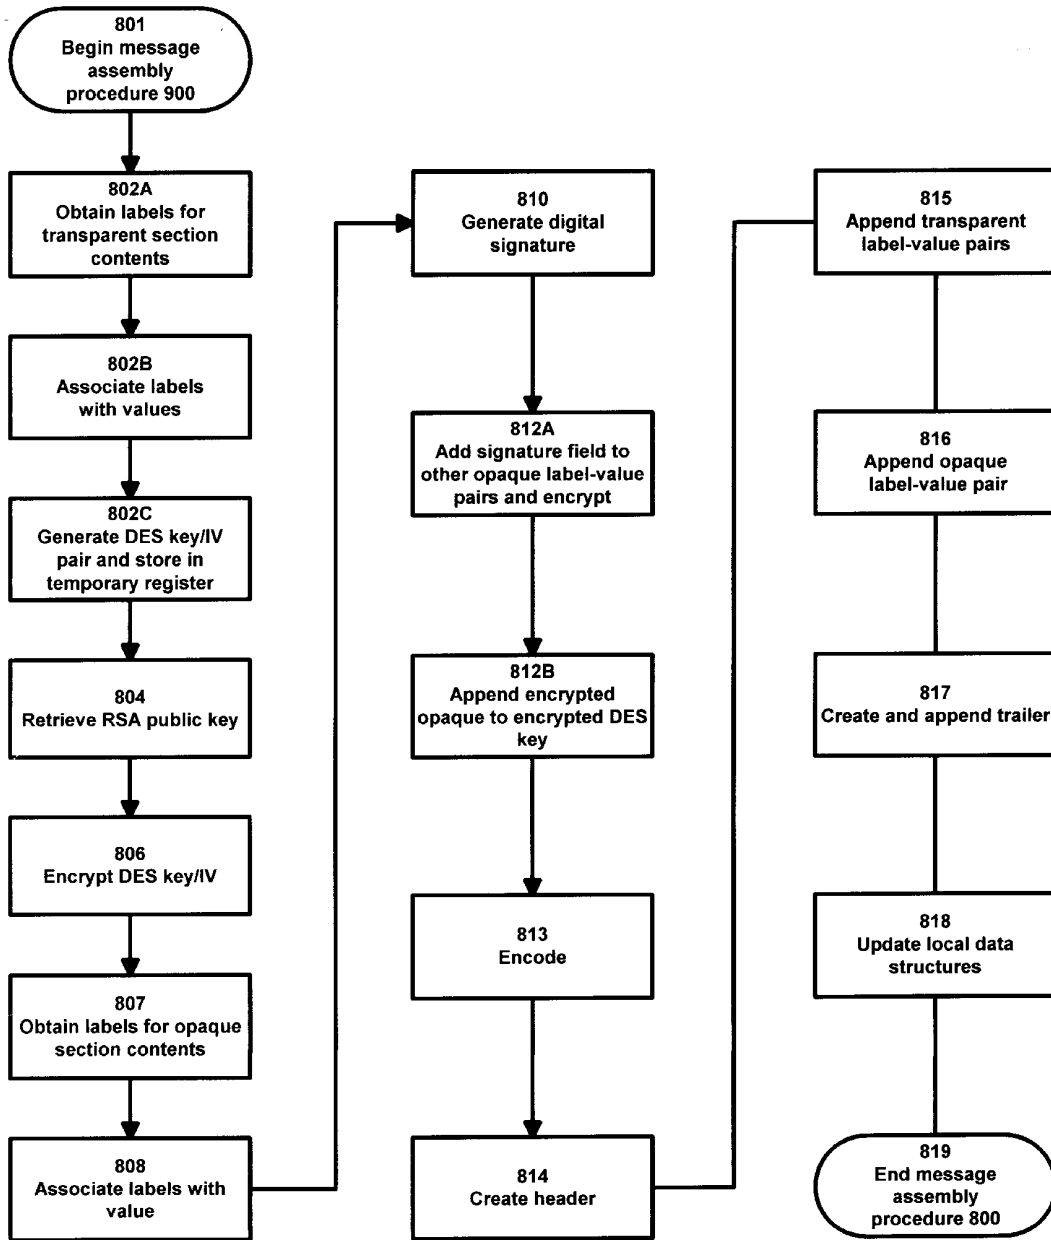 801
Begin message
assembly
procedure 900
802A
Obtain labels for
transparent section
contents
802B
Associate labels
with values
802C
Generate DES key/IV
pair and store in
temporary register
804
Retrieve RSA public key
806
Encrypt DES key/IV
807
Obtain labels for opaque
section contents
808
Associate labels with
value
810
Generate digital
signature
812A
Add signature field to
other opaque label-value
pairs and encrypt
812B
Append encrypted
opaque to encrypted DES
key
813
Encode
814
Create header
815
Append transparent
label-value pairs
816
Append opaque
label-value pair
817
Create and append trailer
818
Update local data
structures
819
End message
assembly
procedure 800